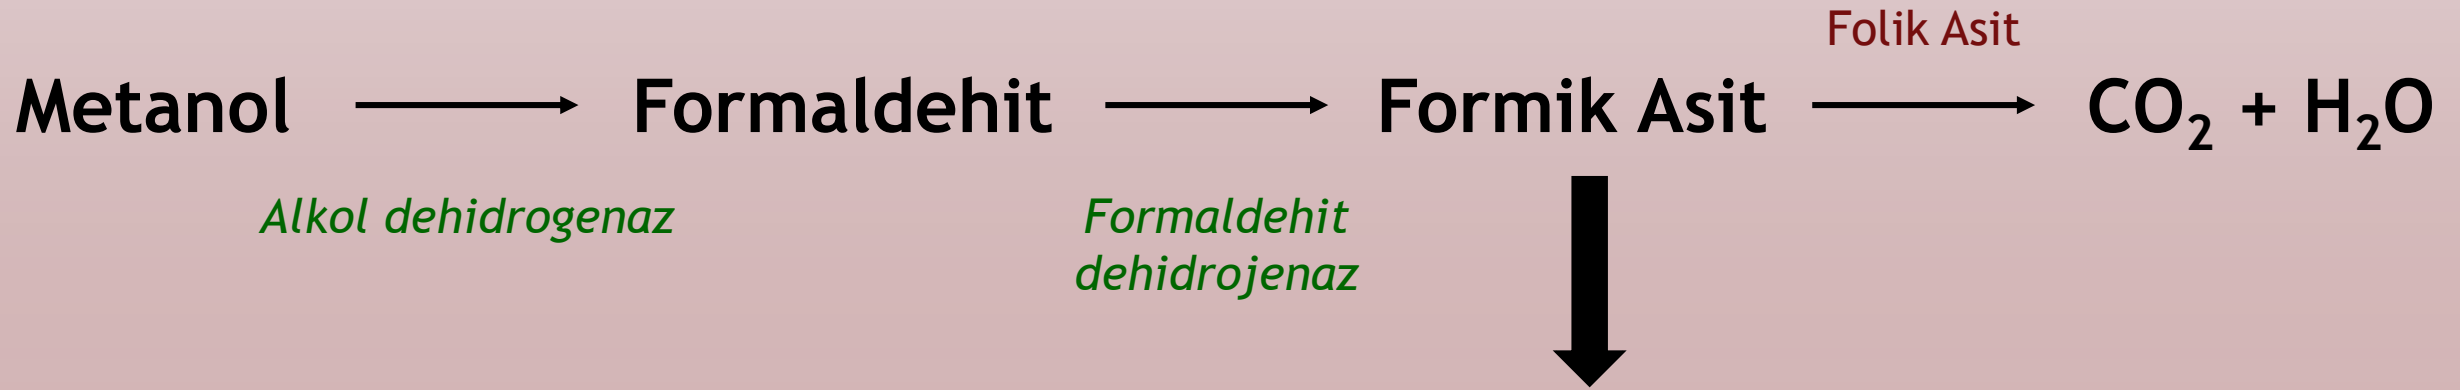 Folik Asit
Metanol Formaldehit Formik Asit CO₂ + H₂O
Alkol dehidrogenaz Formaldehit
dehidrojenaz